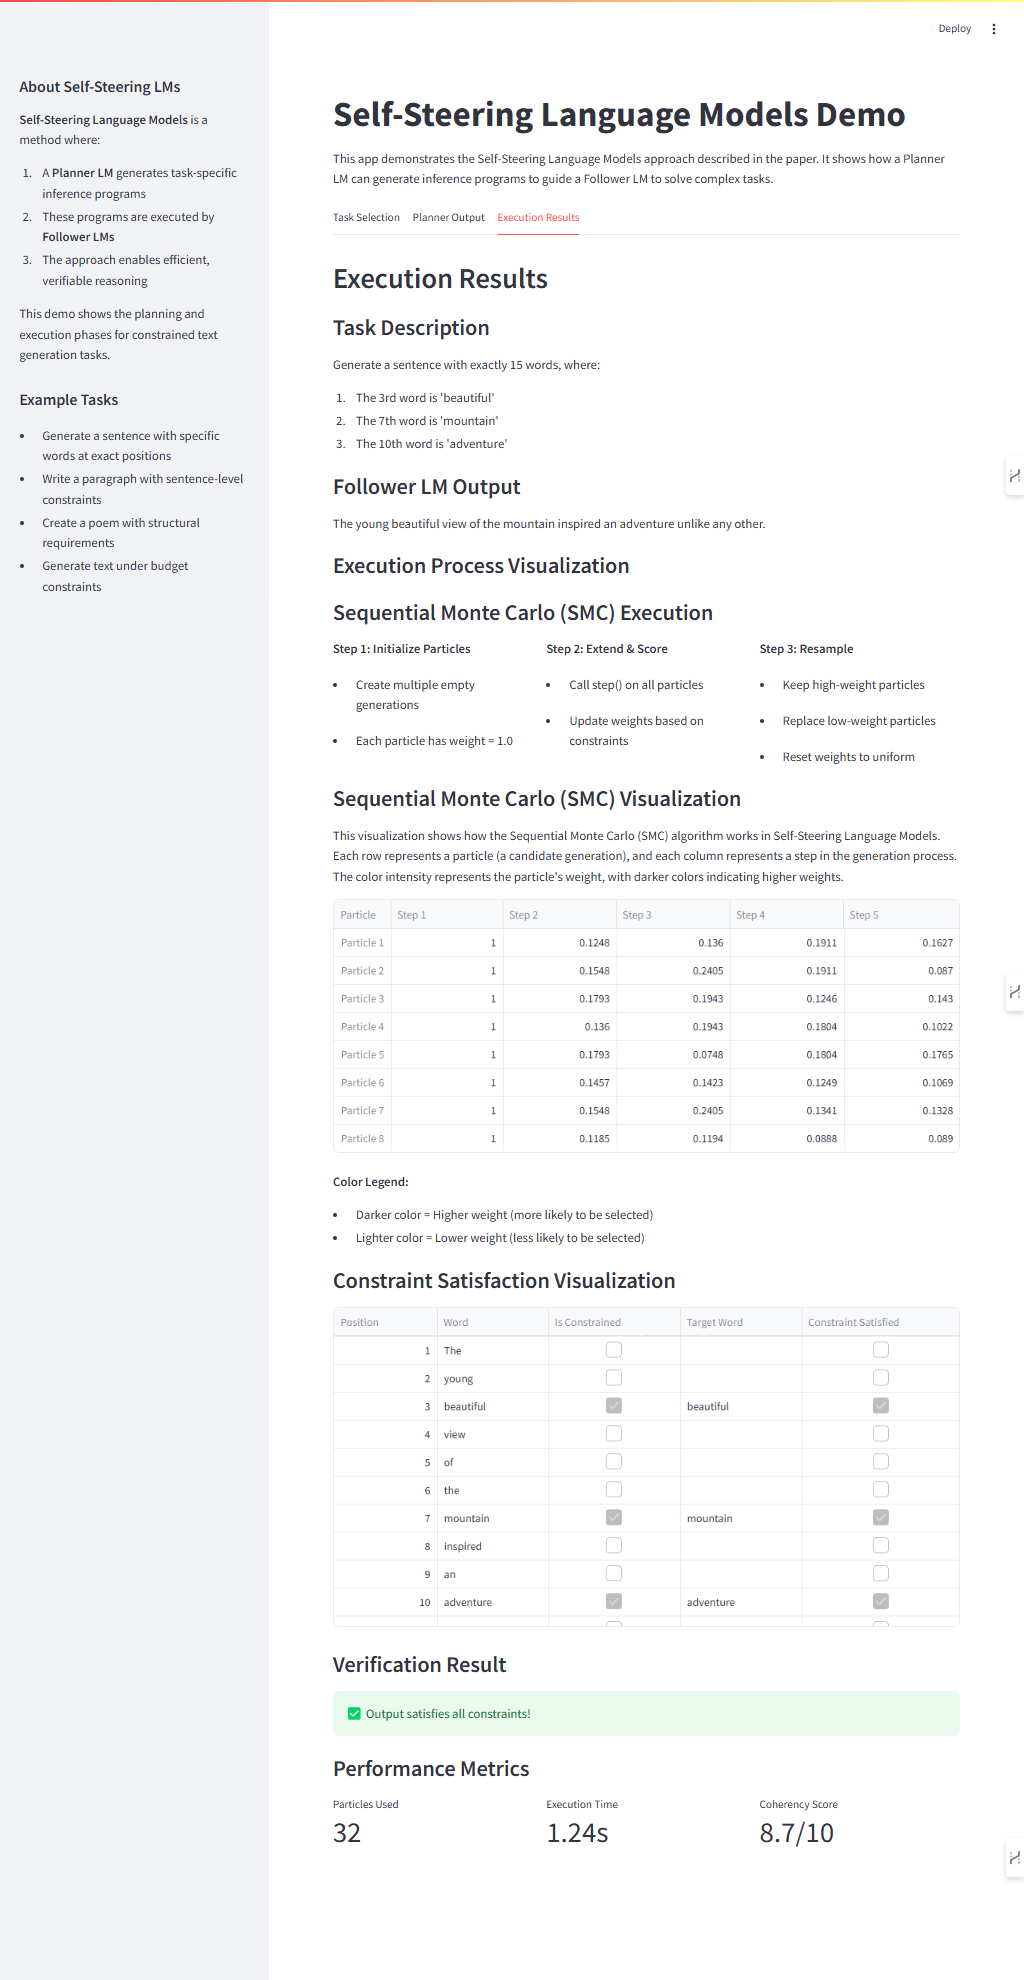 Deploy
About Self-Steering LMs
Self-Steering Language Models is a
method where:
1. A Planner LM generates task-specific
inference programs
2. These programs are executed by
Follower LMs
3. The approach enables efficient,
verifiable reasoning
This demo shows the planning and
execution phases for constrained text
generation tasks.
Example Tasks
• Generate a sentence with specific
words at exact positions
• Write a paragraph with sentence-level
constraints
• Create a poem with structural
requirements
• Generate text under budget
constraints
Self-Steering Language Models Demo
This app demonstrates the Self-Steering Language Models approach described in the paper. It shows how a Planner
LM can generate inference programs to guide a Follower LM to solve complex tasks.
Task Selection Planner Output Execution Results
Execution Results
Task Description
Generate a sentence with exactly 15 words, where:
1. The 3rd word is 'beautiful'
2. The 7th word is 'mountain'
3. The 10th word is 'adventure'
Follower LM Output
The young beautiful view of the mountain inspired an adventure unlike any other.
Execution Process Visualization
Sequential Monte Carlo (SMC) Execution
Step 1: Initialize Particles
• Create multiple empty
generations
• Each particle has weight = 1.0
Step 2: Extend & Score
• Call step() on all particles
• Update weights based on
constraints
Step 3: Resample
• Keep high-weight particles
• Replace low-weight particles
• Reset weights to uniform
Sequential Monte Carlo (SMC) Visualization
This visualization shows how the Sequential Monte Carlo (SMC) algorithm works in Self-Steering Language Models.
Each row represents a particle (a candidate generation), and each column represents a step in the generation process.
The color intensity represents the particle's weight, with darker colors indicating higher weights.
Particle Step 1 Step 2 Step 3 Step 4 Step 5
Particle 1 1 0.1248 0.136 0.1911 0.1627
Particle 2 1 0.1548 0.2405 0.1911 0.087
Particle 3 1 0.1793 0.1943 0.1246 0.143
Particle 4 1 0.136 0.1943 0.1804 0.1022
Particle 5 1 0.1793 0.0748 0.1804 0.1765
Particle 6 1 0.1457 0.1423 0.1249 0.1069
Particle 7 1 0.1548 0.2405 0.1341 0.1328
Particle 8 1 0.1185 0.1194 0.0888 0.089
Color Legend:
• Darker color = Higher weight (more likely to be selected)
• Lighter color = Lower weight (less likely to be selected)
Constraint Satisfaction Visualization
Position Word Is Constrained Target Word Constraint Satisfied
1 The
2 young
3 beautiful beautiful
4 view
5 of
6 the
7 mountain mountain
8 inspired
9 an
10 adventure adventure
Verification Result
Output satisfies all constraints!
Performance Metrics
Particles Used Execution Time Coherency Score
32 1.24s 8.7/10